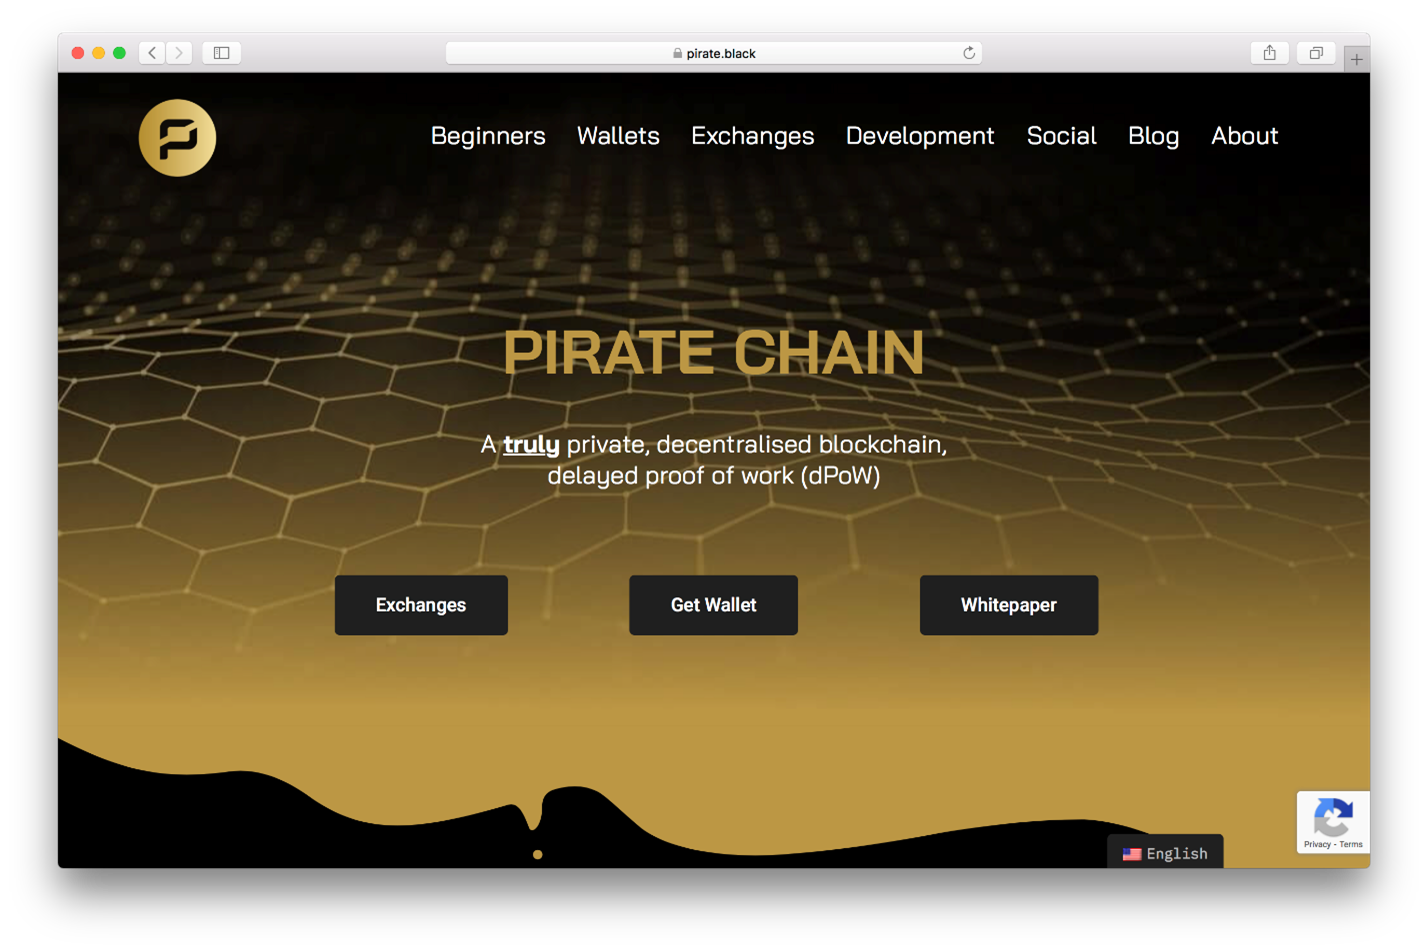 pirate.black
Beginners Wallets Exchanges Development Social Blog About
PIRATE CHAIN
A truly private, decentralised blockchain,
delayed proof of work (dPoW)
Exchanges Get Wallet Whitepaper
Privacy - Terms
English